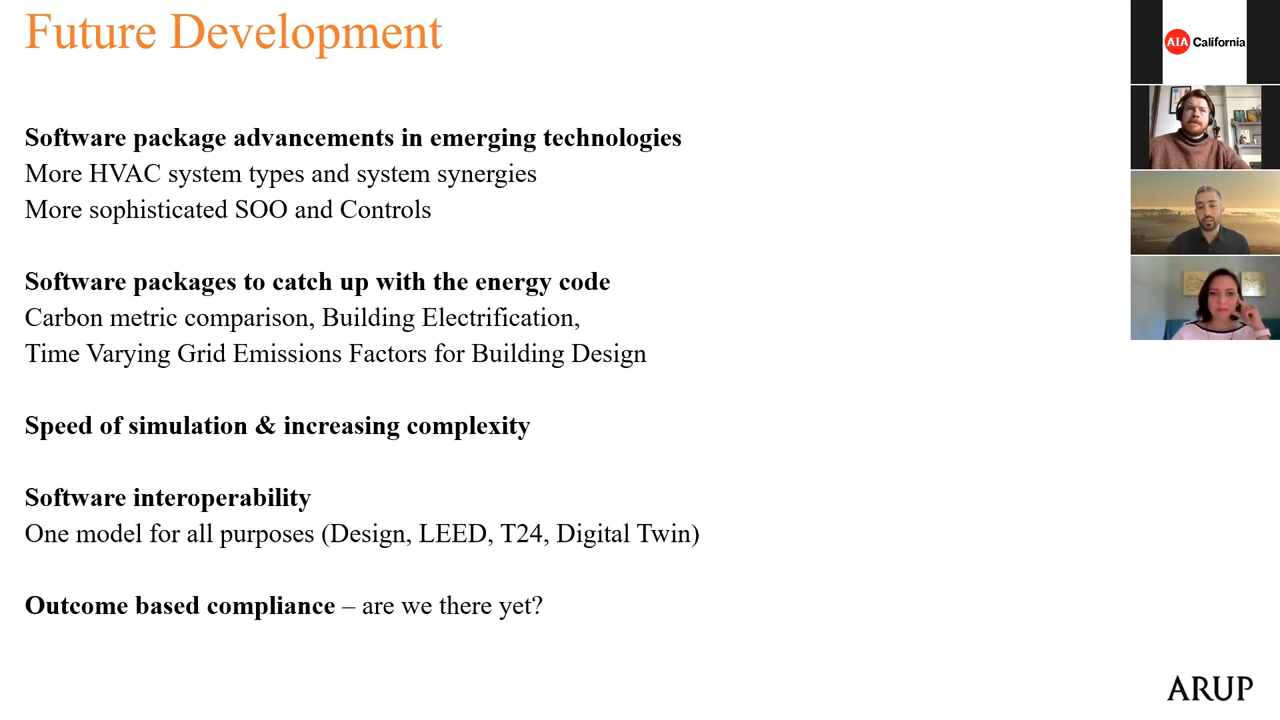 Future Development
Software package advancements in emerging technologies
More HVAC system types and system synergies
More sophisticated SOO and Controls
Software packages to catch up with the energy code
Carbon metric comparison, Building Electrification,
Time Varying Grid Emissions Factors for Building Design
Speed of simulation & increasing complexity
Software interoperability
One model for all purposes (Design, LEED, T24, Digital Twin)
Outcome based compliance – are we there yet?
AIA California
ARUP